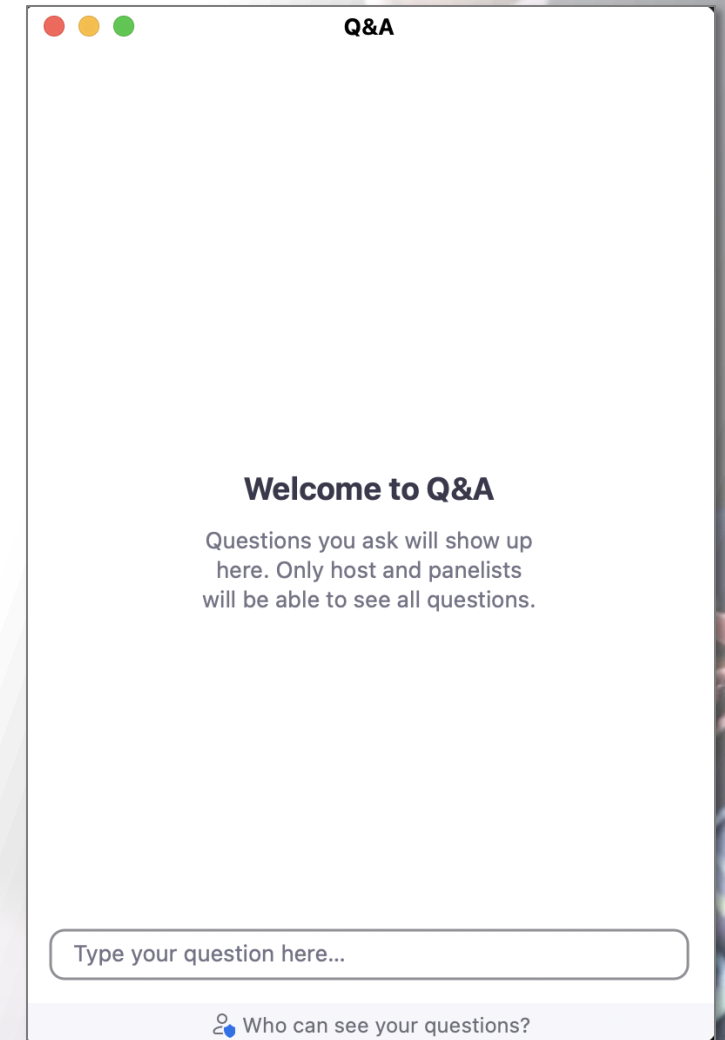 Q&A
Welcome to Q&A
Questions you ask will show up
here. Only host and panelists
will be able to see all questions.
Type your question here...
Who can see your questions?